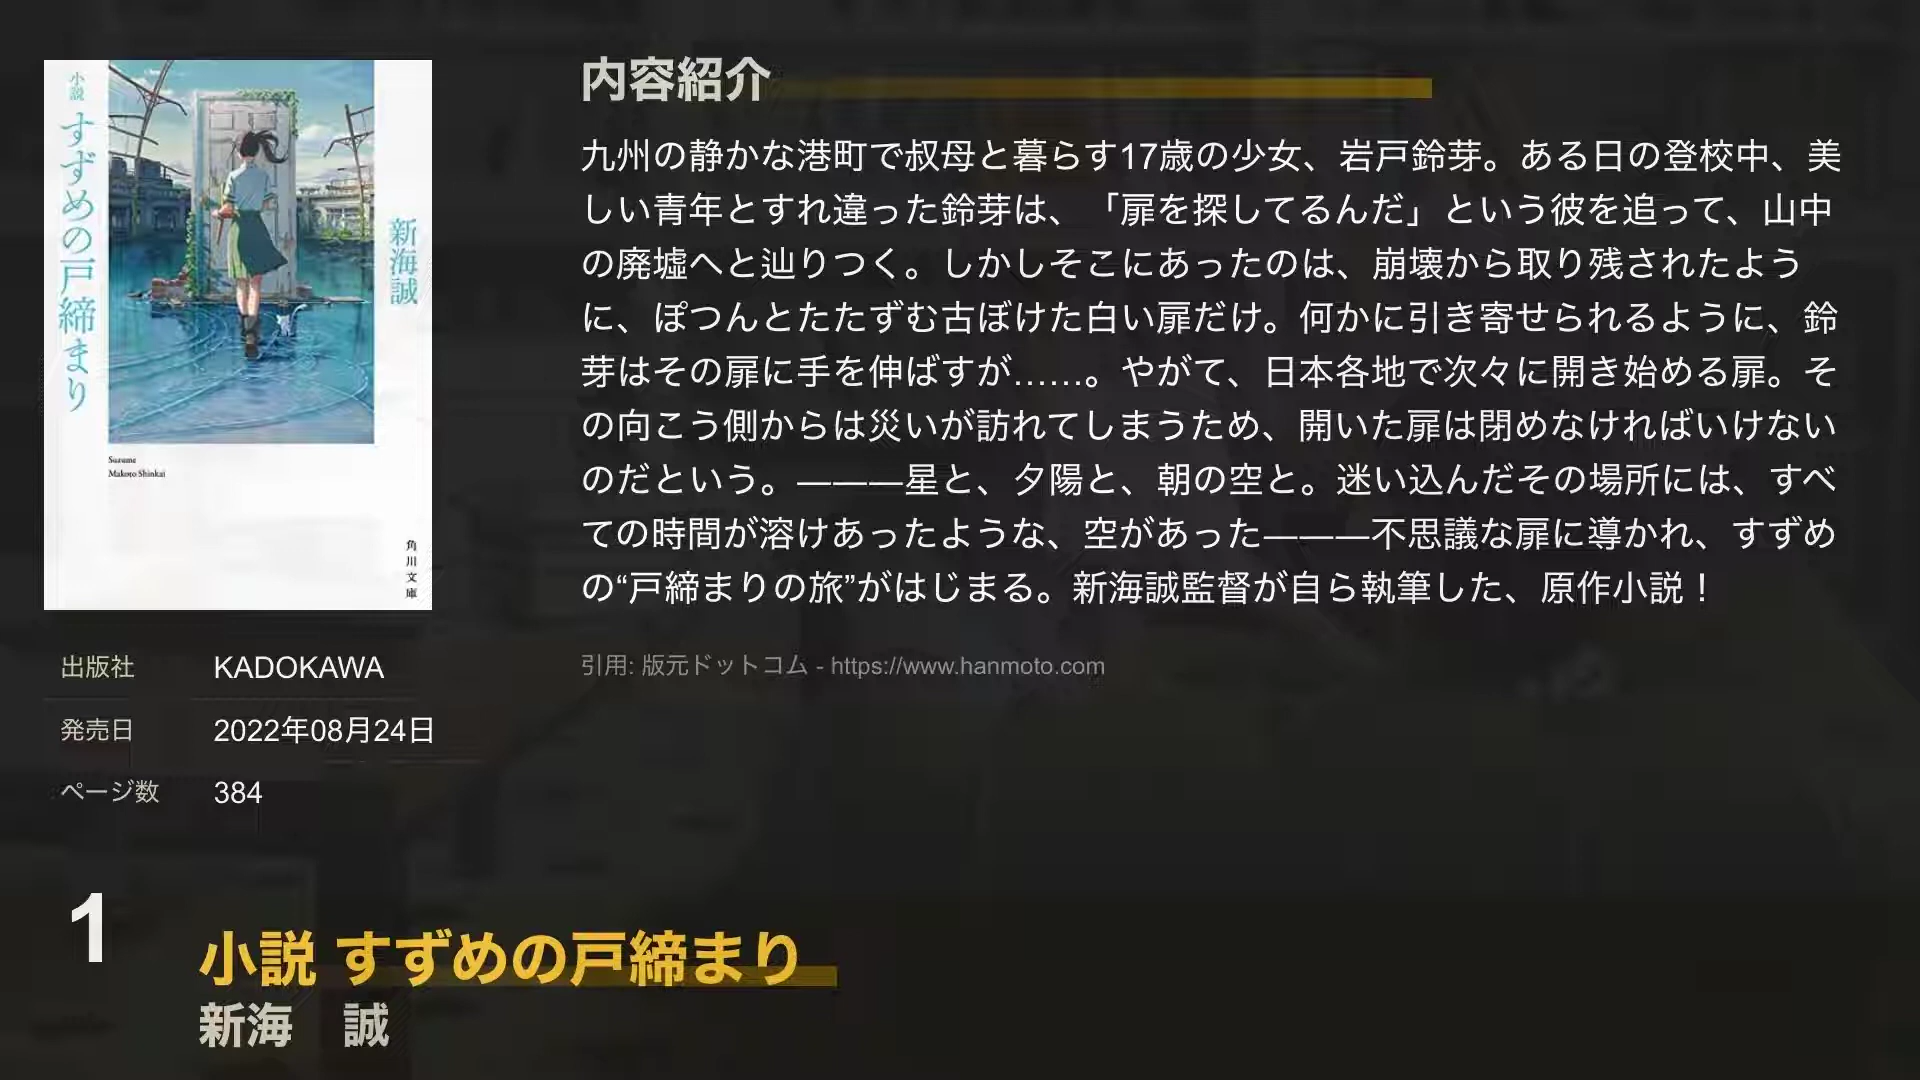 小説 すずめの戸締まり
新海誠
Suzume
Makoto Shinkai
角川文庫
内容紹介
九州の静かな港町で叔母と暮らす17歳の少女、岩戸鈴芽。ある日の登校中、美
しい青年とすれ違った鈴芽は、「扉を探してるんだ」という彼を追って、山中
の廃墟へと辿りつく。しかしそこにあったのは、崩壊から取り残されたよう
に、ぽつんとたたずむ古ぼけた白い扉だけ。何かに引き寄せられるように、鈴
芽はその扉に手を伸ばすが……。やがて、日本各地で次々に開き始める扉。そ
の向こう側からは災いが訪れてしまうため、開いた扉は閉めなければいけない
のだという。―――星と、夕陽と、朝の空と。迷い込んだその場所には、すべ
ての時間が溶けあったような、空があった―――不思議な扉に導かれ、すずめ
の“戸締まりの旅”がはじまる。新海誠監督が自ら執筆した、原作小説！
引用: 版元ドットコム - https://www.hanmoto.com
出版社 KADOKAWA
発売日 2022年08月24日
ページ数 384
1
小説 すずめの戸締まり
新海　誠